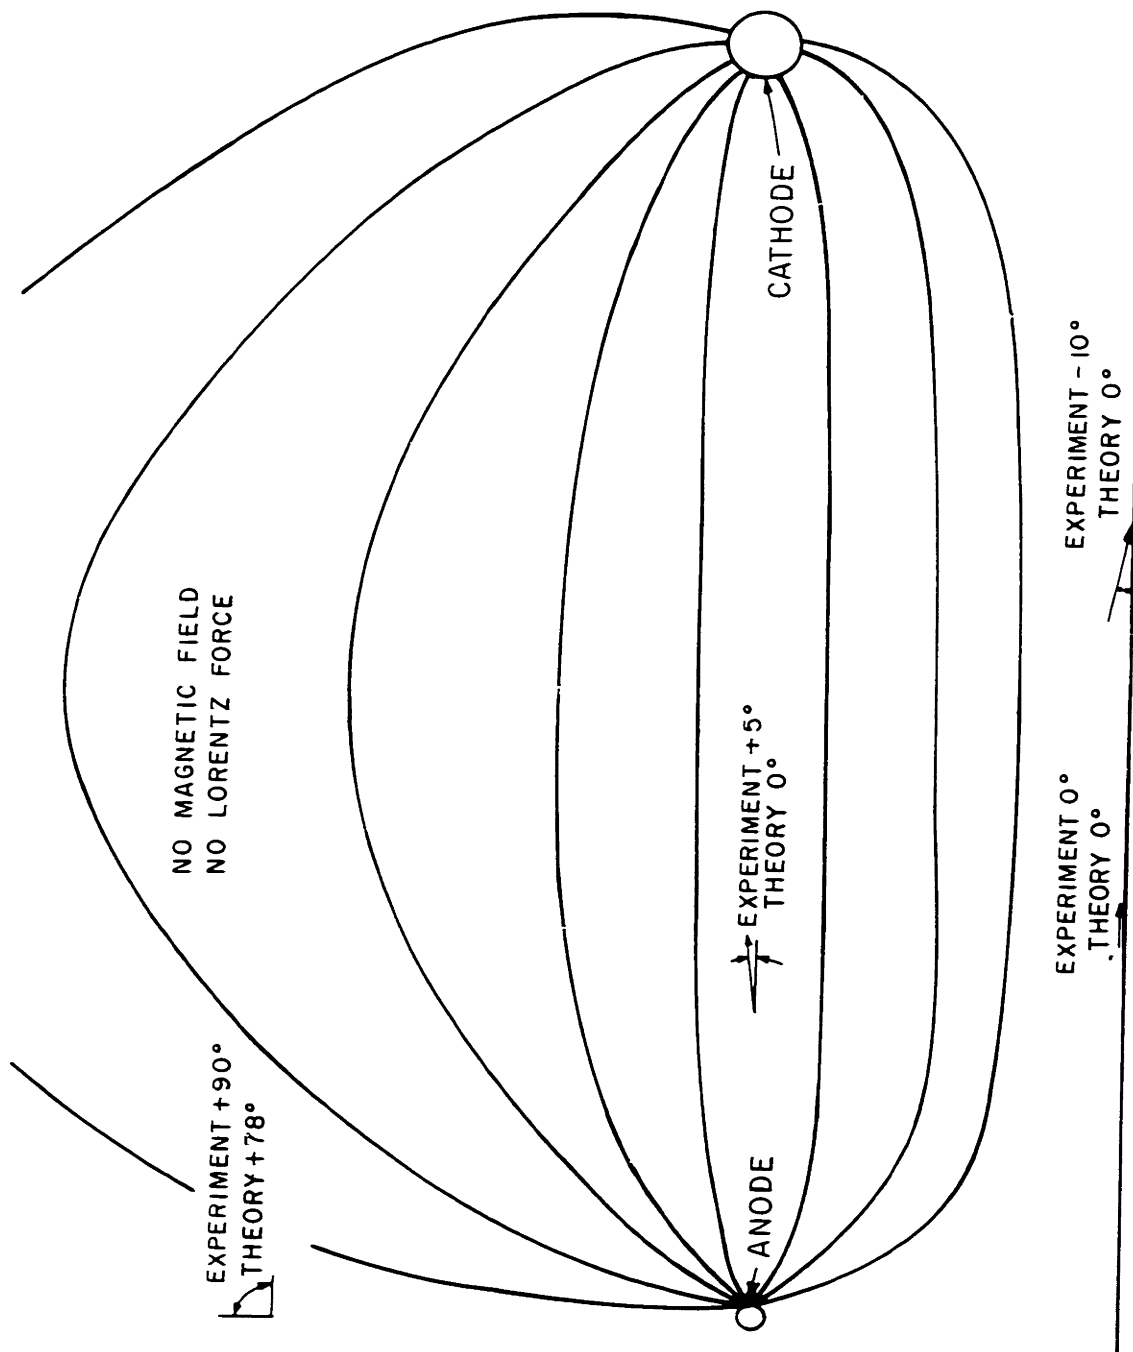 NO MAGNETIC FIELD
NO LORENTZ FORCE
EXPERIMENT +90°
THEORY +78°
CATHODE
EXPERIMENT +5°
THEORY 0°
ANODE
EXPERIMENT -10°
THEORY 0°
EXPERIMENT 0°
THEORY 0°